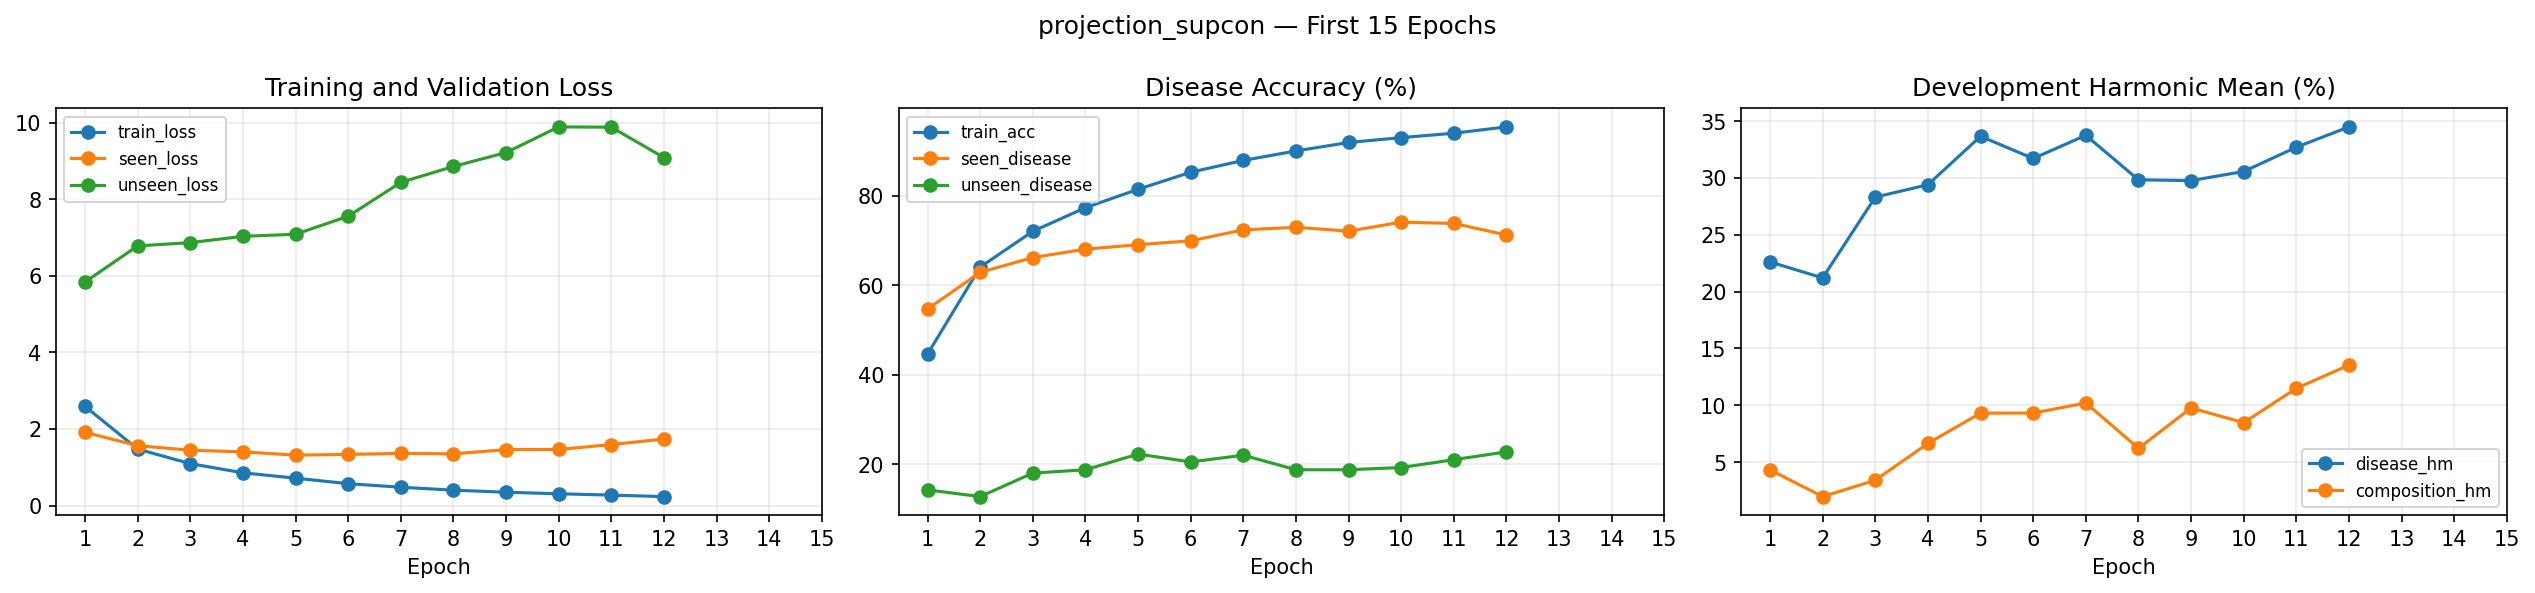 projection_supcon — First 15 Epochs
Training and Validation Loss
train_loss
seen_loss
unseen_loss
10
8
6
4
2
0
1 2 3 4 5 6 7 8 9 10 11 12 13 14 15
Epoch
Disease Accuracy (%)
train_acc
seen_disease
unseen_disease
80
60
40
20
1 2 3 4 5 6 7 8 9 10 11 12 13 14 15
Epoch
Development Harmonic Mean (%)
35
30
25
20
15
10
5
disease_hm
composition_hm
1 2 3 4 5 6 7 8 9 10 11 12 13 14 15
Epoch